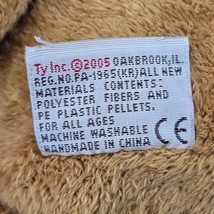 Ty Inc. ©2005 OAKBROOK, IL.
REG.NO.PA-1965(KR) ALL NEW
MATERIALS CONTENTS:
POLYESTER FIBERS AND
PE PLASTIC PELLETS.
FOR ALL AGES
MACHINE WASHABLE
HANDMADE IN CHINA
CE